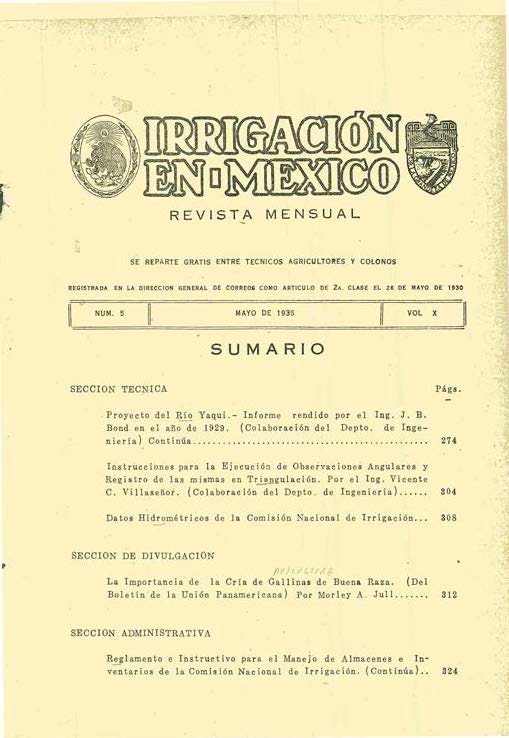 IRRIGACIÓN
EN MEXICO
REVISTA MENSUAL
SE REPARTE GRATIS ENTRE TECNICOS AGRICULTORES Y COLONOS
REGISTRADA EN LA DIRECCION GENERAL DE CORREOS COMO ARTICULO DE 2A. CLASE EL 26 DE MAYO DE 1930
NUM. 5 MAYO DE 1935 VOL X
SUMARIO
SECCION TECNICA Págs.
Proyecto del Río Yaqui.- Informe rendido por el Ing. J. B.
Bond en el año de 1929. (Colaboración del Depto. de Inge-
niería) Continúa............................................ 274
Instrucciones para la Ejecución de Observaciones Angulares y
Registro de las mismas en Triangulación. Por el Ing. Vicente
C. Villaseñor. (Colaboración del Depto. de Ingeniería)...... 304
Datos Hidrométricos de la Comisión Nacional de Irrigación... 308
SECCION DE DIVULGACION
AVICULTURA
La Importancia de la Cría de Gallinas de Buena Raza. (Del
Boletín de la Unión Panamericana) Por Morley A. Jull....... 312
SECCION ADMINISTRATIVA
Reglamento e Instructivo para el Manejo de Almacenes e In-
ventarios de la Comisión Nacional de Irrigación. (Continúa).. 324